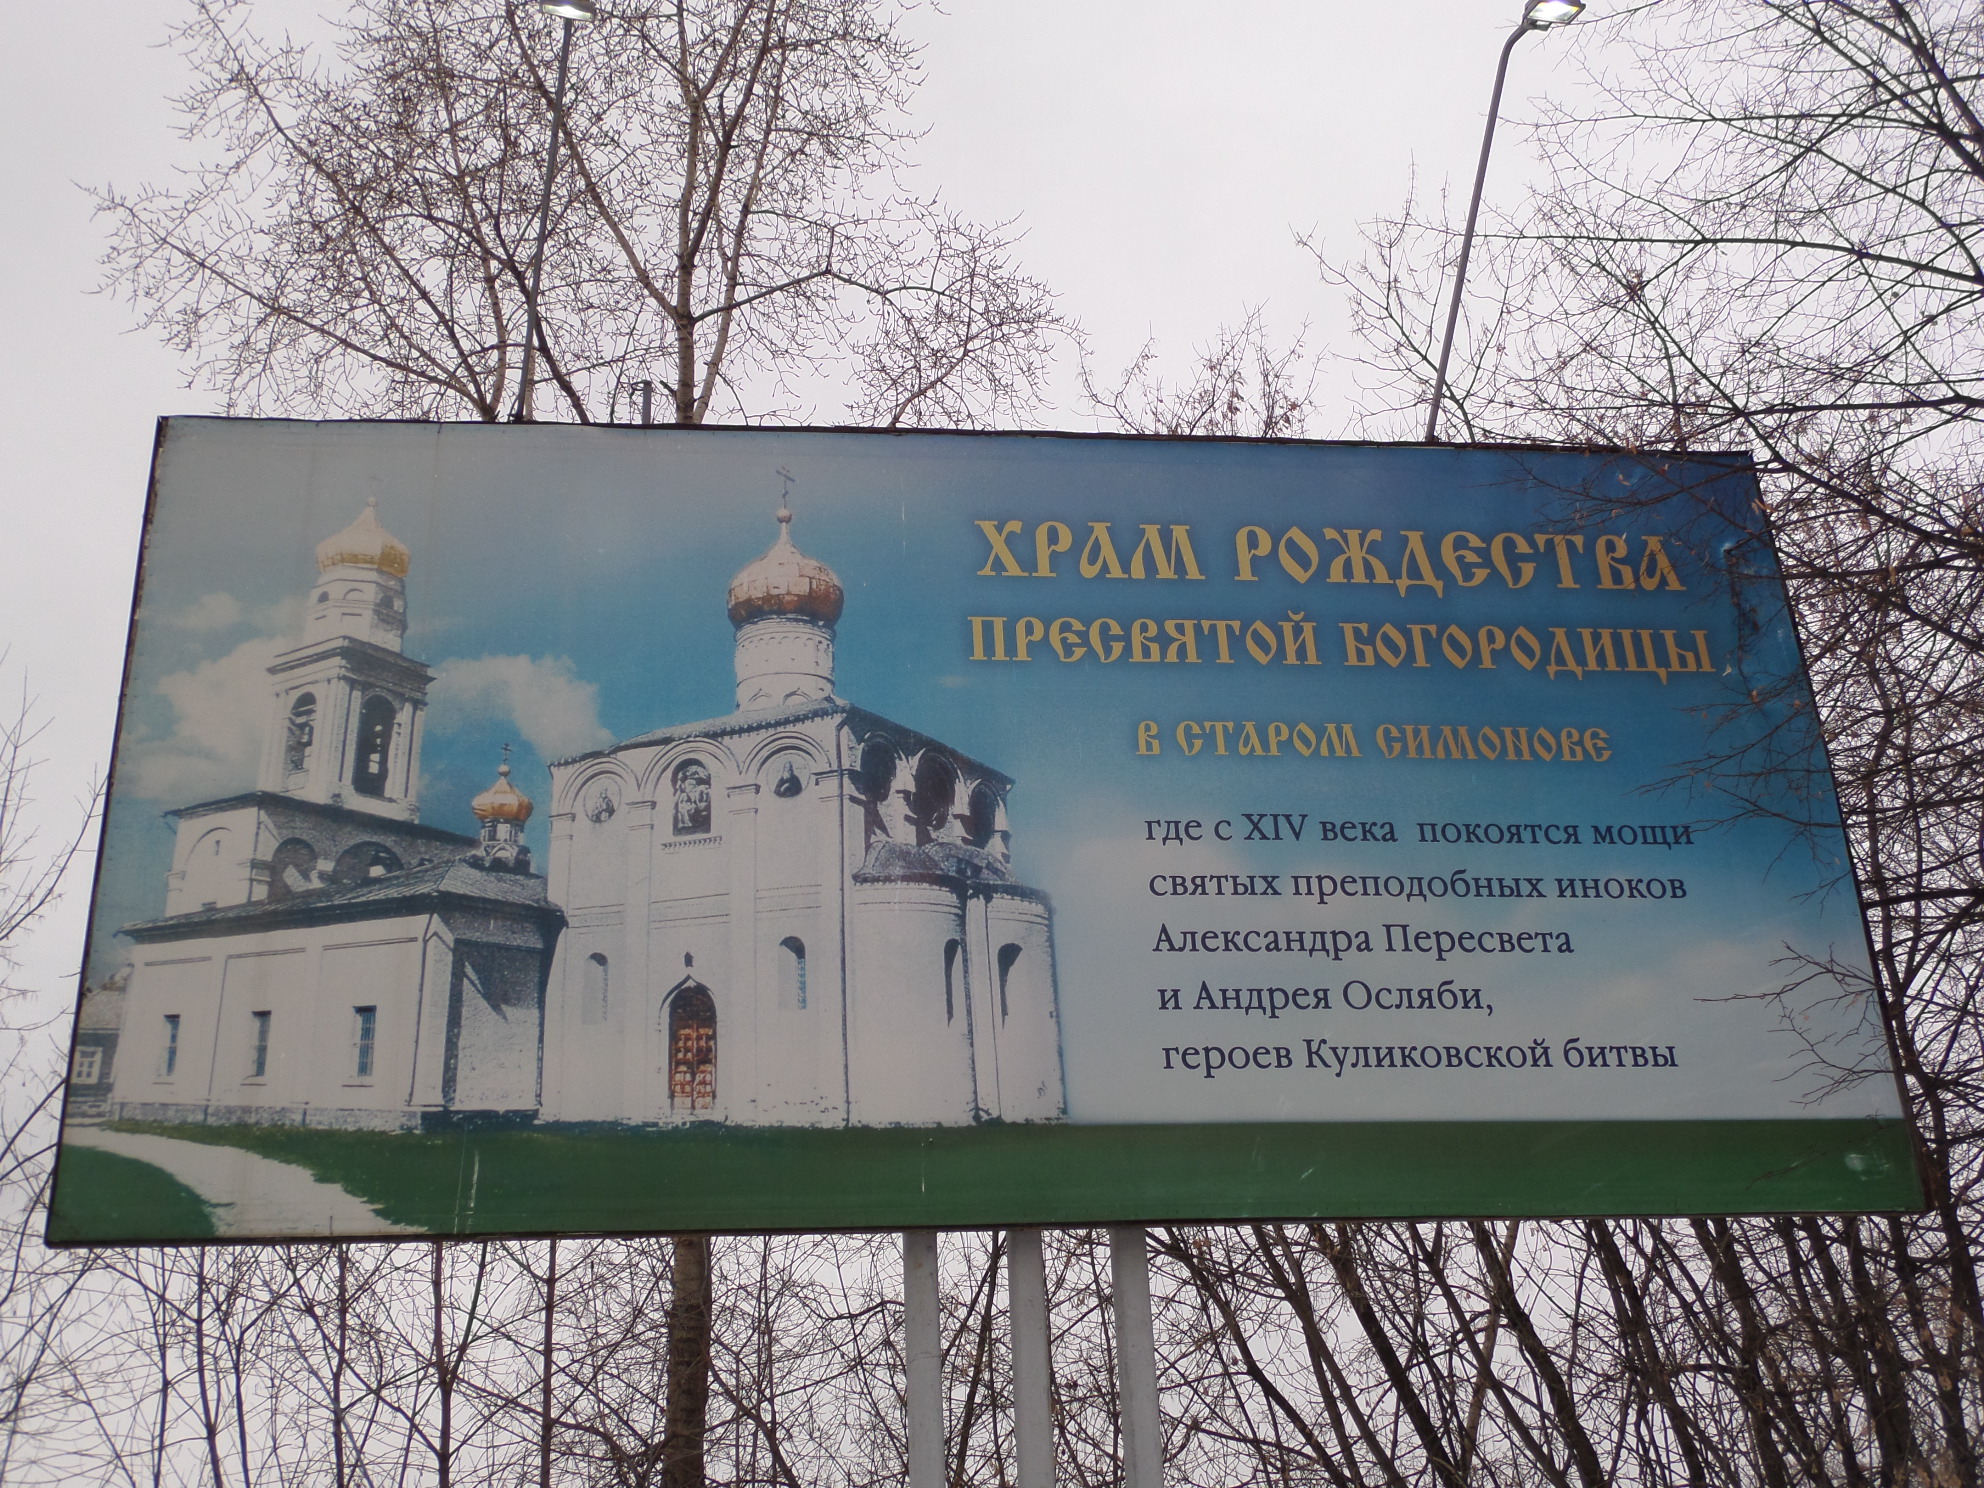 ХРАМ РОЖДЕСТВА
ПРЕСВЯТОЙ БОГОРОДИЦЫ
В СТАРОМ СИМОНОВЕ
где с XIV века покоятся мощи
святых преподобных иноков
Александра Пересвета
и Андрея Осляби,
героев Куликовской битвы